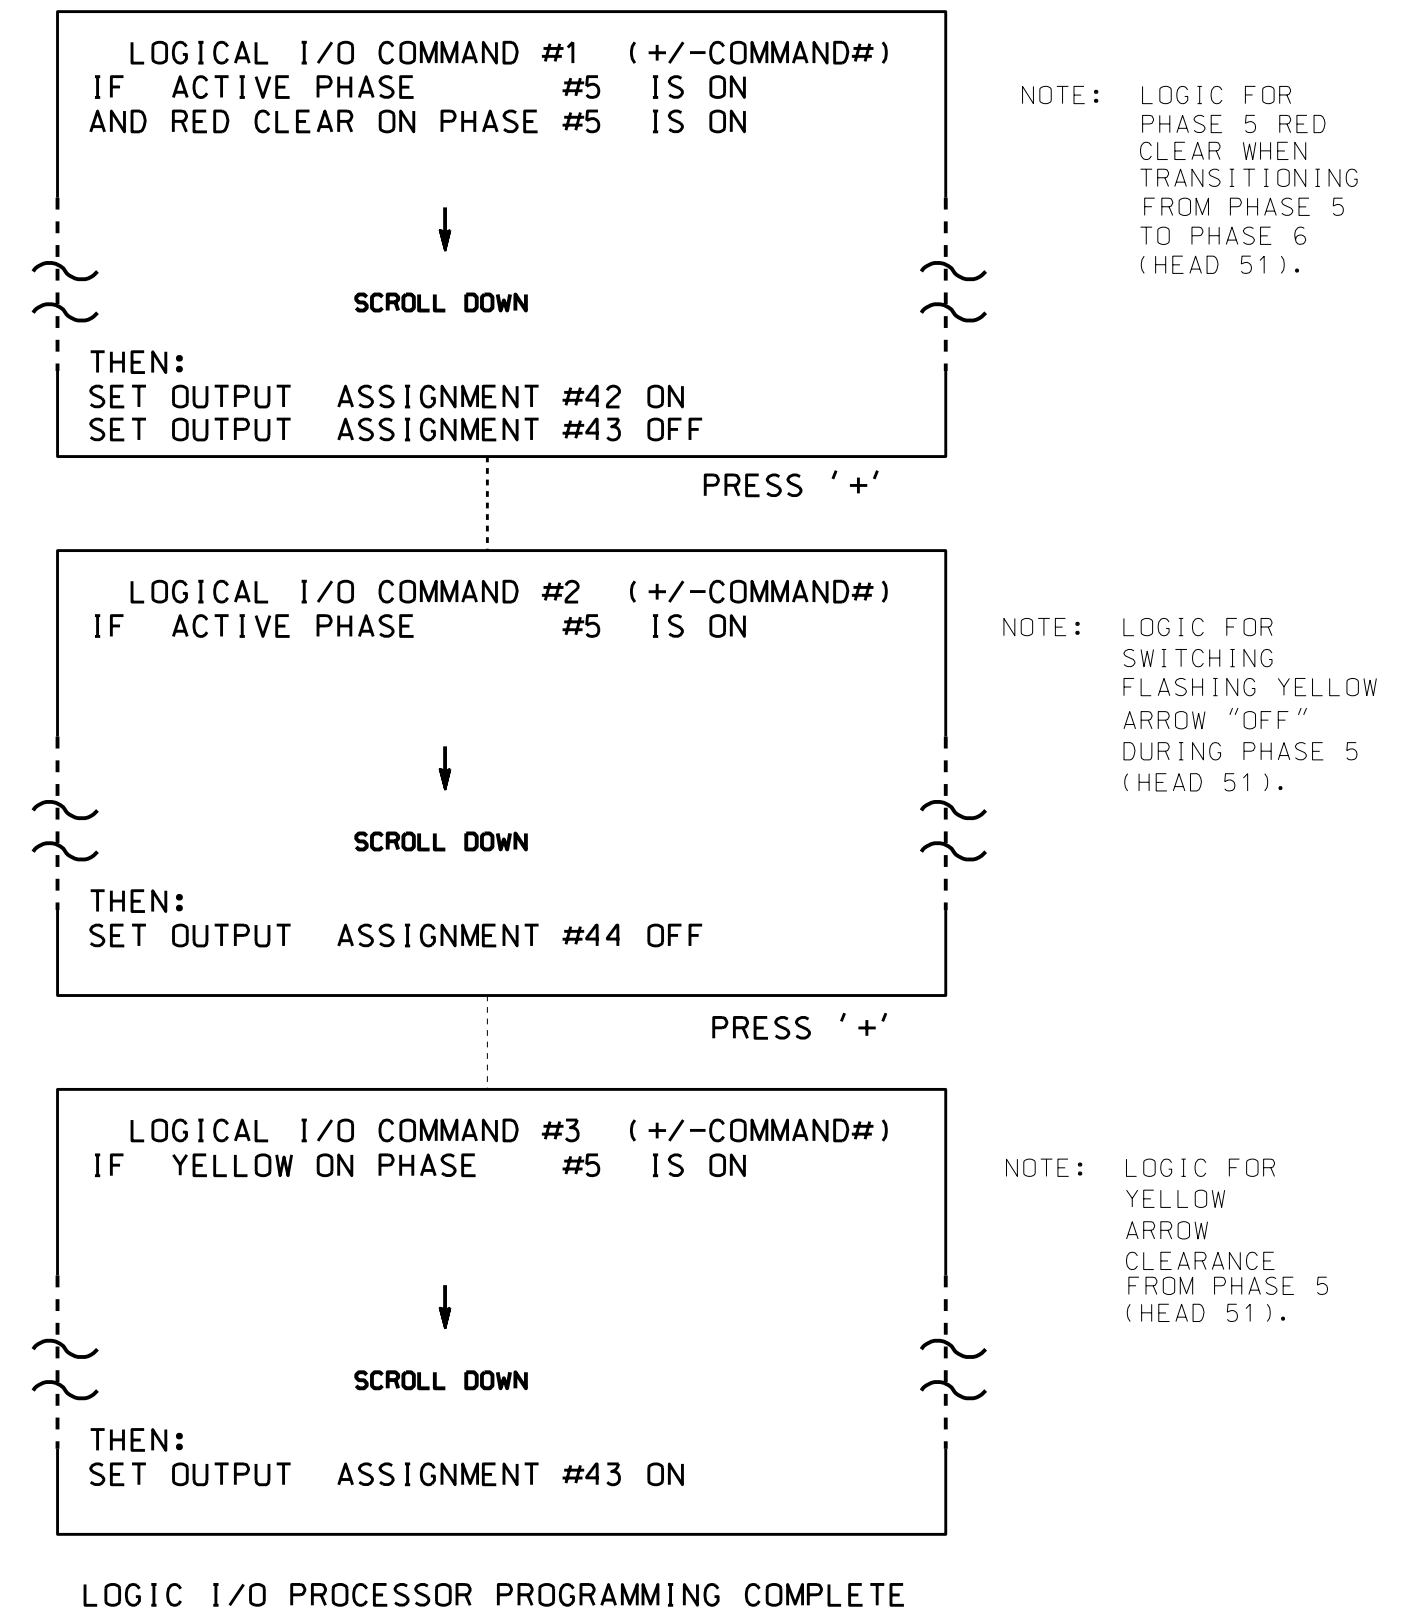 LOGICAL I/O COMMAND #1 (+/-COMMAND#)
IF ACTIVE PHASE #5 IS ON
AND RED CLEAR ON PHASE #5 IS ON
SCROLL DOWN
THEN:
SET OUTPUT ASSIGNMENT #42 ON
SET OUTPUT ASSIGNMENT #43 OFF
NOTE: LOGIC FOR
PHASE 5 RED
CLEAR WHEN
TRANSITIONING
FROM PHASE 5
TO PHASE 6
(HEAD 51).
PRESS '+'
LOGICAL I/O COMMAND #2 (+/-COMMAND#)
IF ACTIVE PHASE #5 IS ON
SCROLL DOWN
THEN:
SET OUTPUT ASSIGNMENT #44 OFF
NOTE: LOGIC FOR
SWITCHING
FLASHING YELLOW
ARROW "OFF"
DURING PHASE 5
(HEAD 51).
PRESS '+'
LOGICAL I/O COMMAND #3 (+/-COMMAND#)
IF YELLOW ON PHASE #5 IS ON
SCROLL DOWN
THEN:
SET OUTPUT ASSIGNMENT #43 ON
NOTE: LOGIC FOR
YELLOW
ARROW
CLEARANCE
FROM PHASE 5
(HEAD 51).
LOGIC I/O PROCESSOR PROGRAMMING COMPLETE